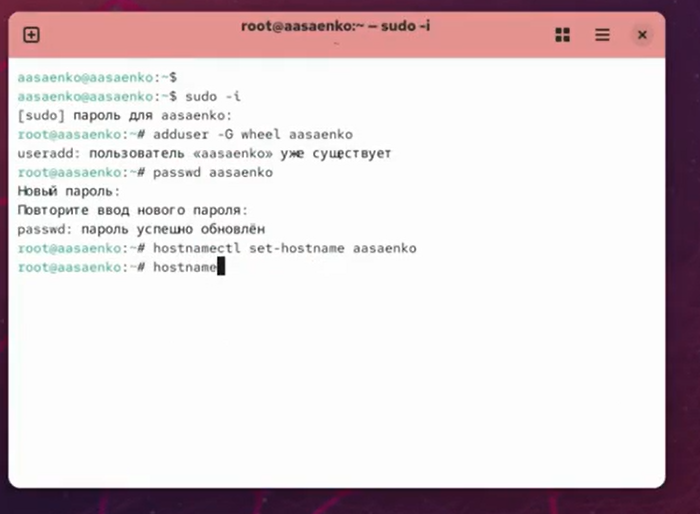 root@aasaenko:~ — sudo -i
~
aasaenko@aasaenko:~$
aasaenko@aasaenko:~$ sudo -i
[sudo] пароль для aasaenko:
root@aasaenko:~# adduser -G wheel aasaenko
useradd: пользователь «aasaenko» уже существует
root@aasaenko:~# passwd aasaenko
Новый пароль:
Повторите ввод нового пароля:
passwd: пароль успешно обновлён
root@aasaenko:~# hostnamectl set-hostname aasaenko
root@aasaenko:~# hostname